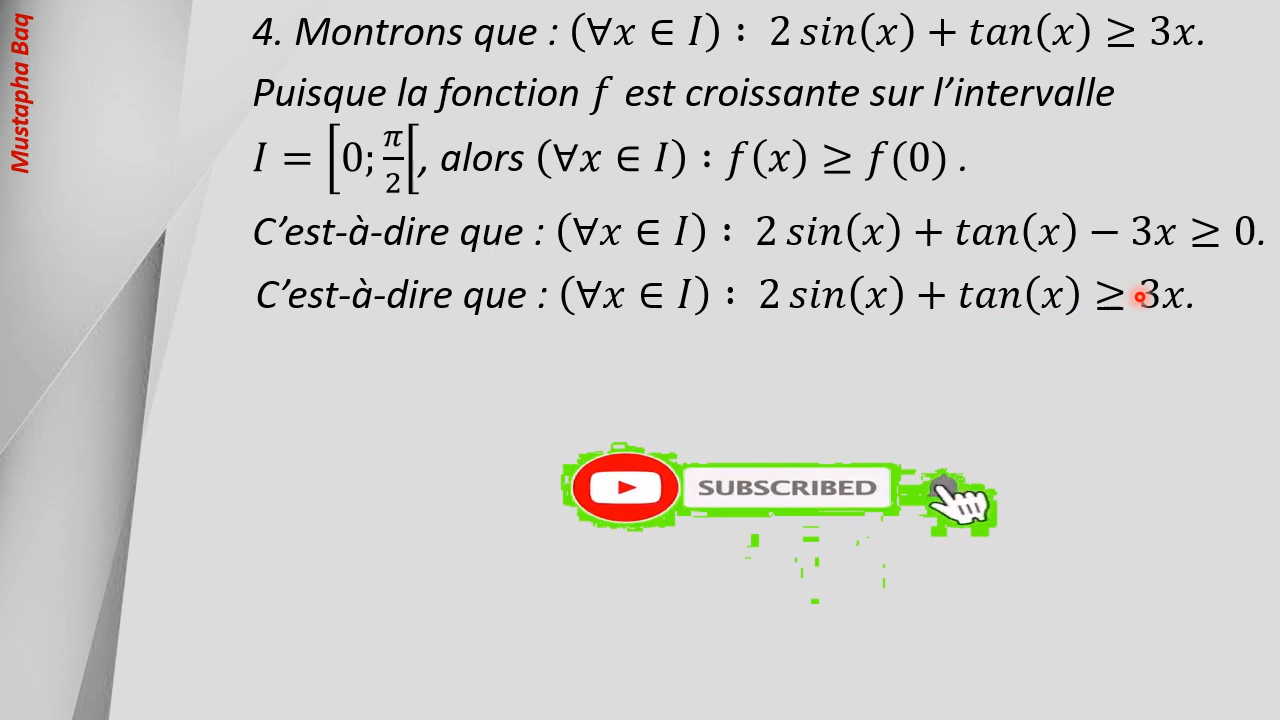 Mustapha Baq
4. Montrons que : (∀x ∈ I) : 2 sin(x) + tan(x) ≥ 3x.
Puisque la fonction f est croissante sur l’intervalle
I = [0; π/2[, alors (∀x ∈ I) : f(x) ≥ f(0) .
C’est-à-dire que : (∀x ∈ I) : 2 sin(x) + tan(x) − 3x ≥ 0.
C’est-à-dire que : (∀x ∈ I) : 2 sin(x) + tan(x) ≥ 3x.
SUBSCRIBED